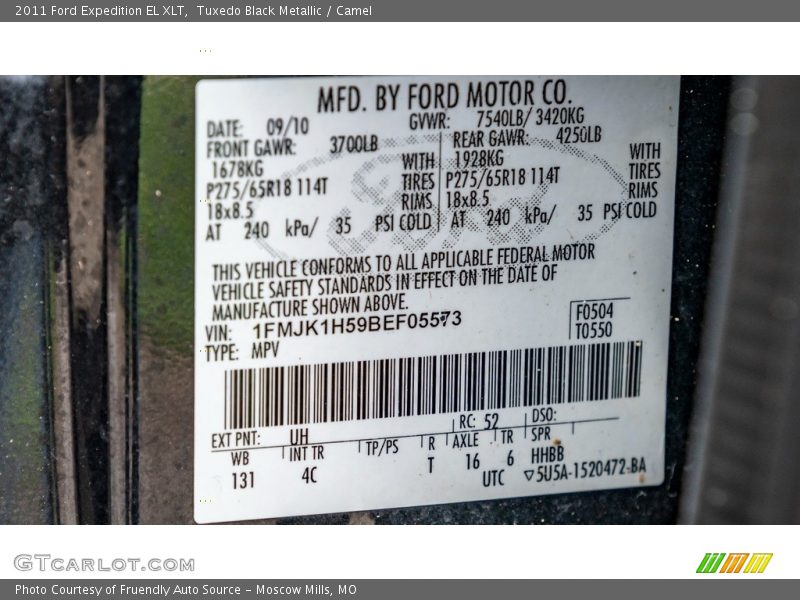 2011 Ford Expedition EL XLT,  Tuxedo Black Metallic / Camel
MFD. BY FORD MOTOR CO.
DATE: 09/10 GVWR: 7540LB/ 3420KG
FRONT GAWR: 3700LB REAR GAWR: 4250LB
1678KG WITH 1928KG WITH
P275/65R18 114T TIRES P275/65R18 114T TIRES
18x8.5 RIMS 18x8.5 RIMS
AT 240 kPa/ 35 PSI COLD AT 240 kPa/ 35 PSI COLD
THIS VEHICLE CONFORMS TO ALL APPLICABLE FEDERAL MOTOR
VEHICLE SAFETY STANDARDS IN EFFECT ON THE DATE OF
MANUFACTURE SHOWN ABOVE.
VIN: 1FMJK1H59BEF05573 F0504
TYPE: MPV T0550
EXT PNT: UH RC: 52 DSO:
WB INT TR TP/PS R AXLE TR SPR
131 4C T 16 6 HHBB
UTC ▽5U5A-1520472-BA
GTCARLOT.COM
Photo Courtesy of Fruendly Auto Source – Moscow Mills, MO